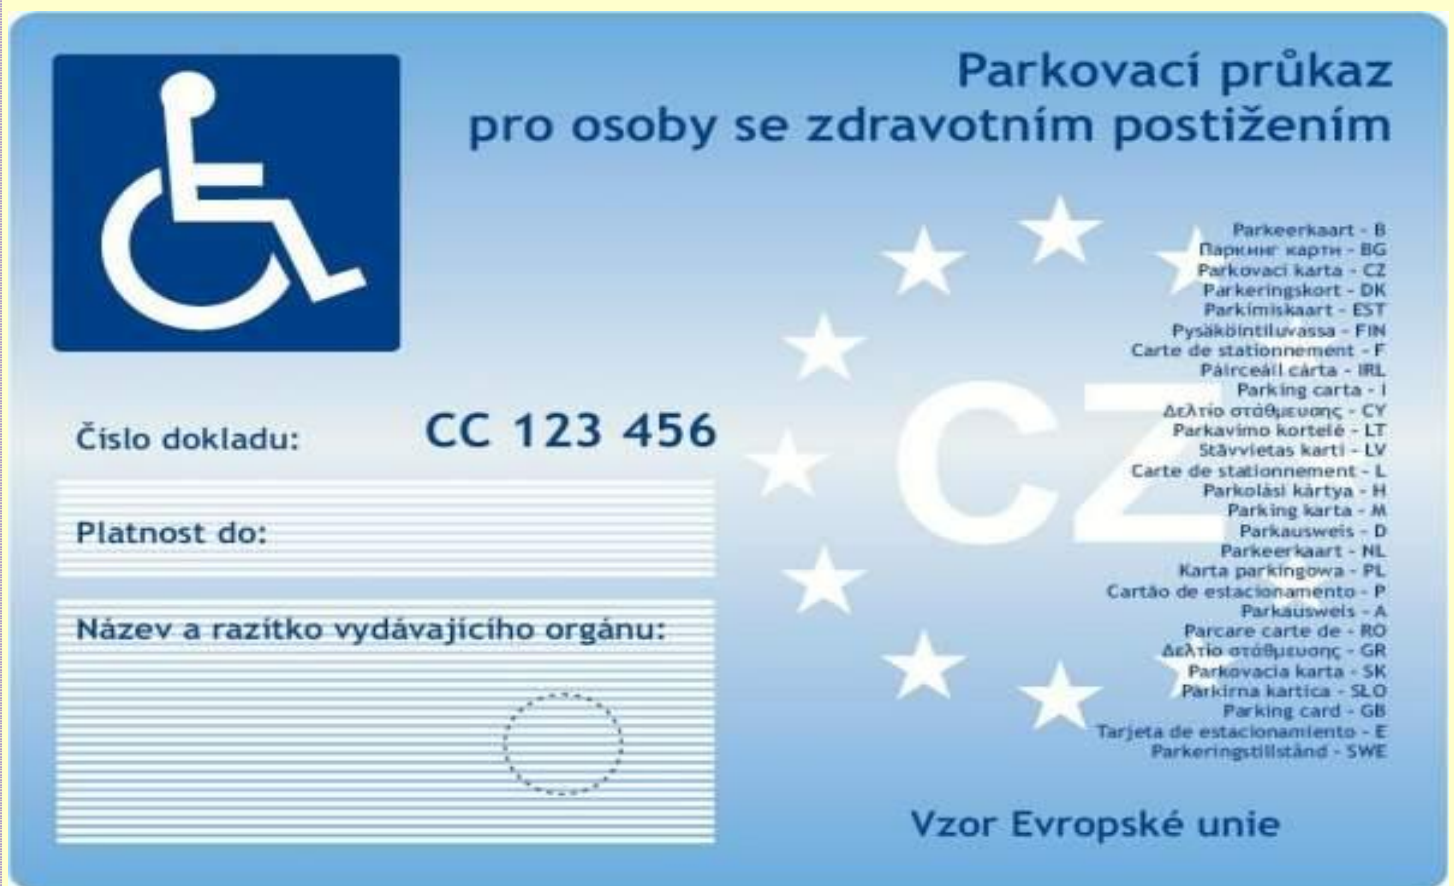 Parkovací průkaz
pro osoby se zdravotním postižením
Číslo dokladu: CC 123 456
Platnost do:
Název a razítko vydávajícího orgánu:
CZ
Parkeerkaart - B
Паркинг карти - BG
Parkovací karta - CZ
Parkeringskort - DK
Parkimiskaart - EST
Pysäköintiluvassa - FIN
Carte de stationnement - F
Páirceáil cárta - IRL
Parking carta - I
Δελτίο στάθμευσης - CY
Parkavimo kortelė - LT
Stāvvietas karti - LV
Carte de stationnement - L
Parkolási kártya - H
Parking karta - M
Parkausweis - D
Parkeerkaart - NL
Karta parkingowa - PL
Cartão de estacionamento - P
Parkausweis - A
Parcare carte de - RO
Δελτίο στάθμευσης - GR
Parkovacia karta - SK
Parkirna kartica - SLO
Parking card - GB
Tarjeta de estacionamiento - E
Parkeringstillstånd - SWE
Vzor Evropské unie